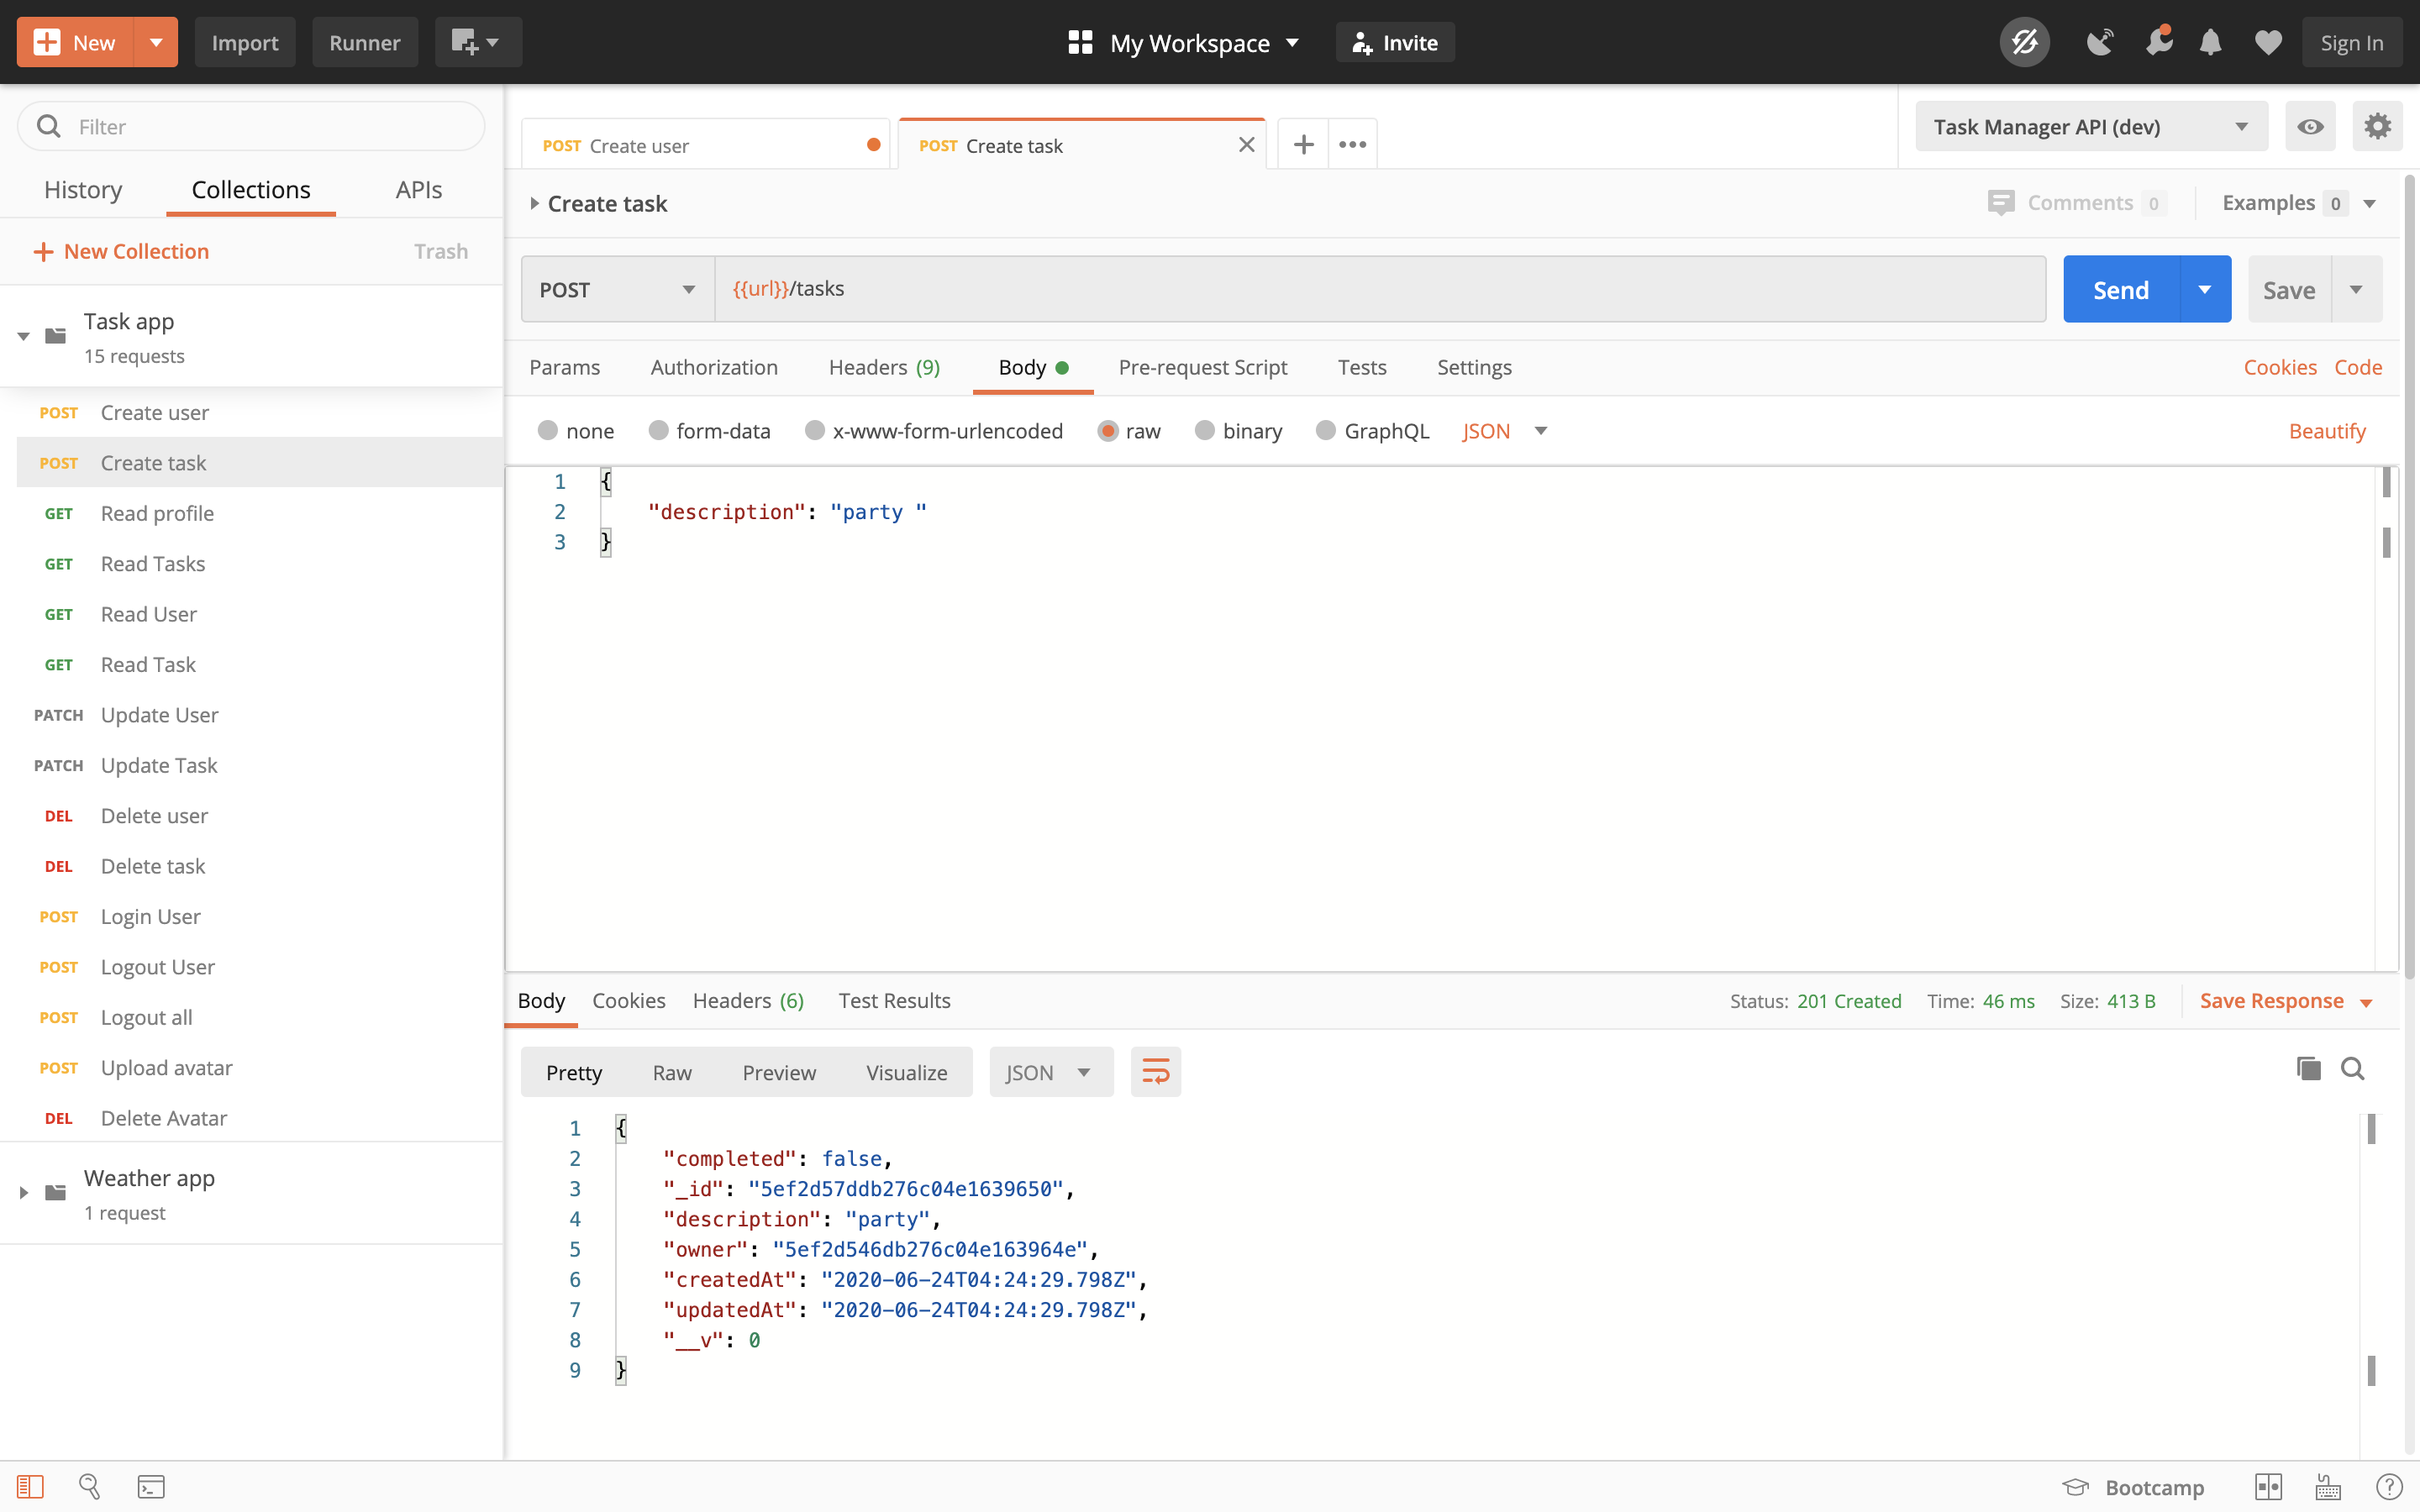 New
Import
Runner
My Workspace
Invite
Sign In
Filter
History
Collections
APIs
New Collection
Trash
Task app
15 requests
POST Create user
POST Create task
GET Read profile
GET Read Tasks
GET Read User
GET Read Task
PATCH Update User
PATCH Update Task
DEL Delete user
DEL Delete task
POST Login User
POST Logout User
POST Logout all
POST Upload avatar
DEL Delete Avatar
Weather app
1 request
POST Create user
POST Create task
Task Manager API (dev)
Create task
Comments 0
Examples 0
POST
{{url}}/tasks
Send
Save
Params
Authorization
Headers (9)
Body
Pre-request Script
Tests
Settings
Cookies
Code
none
form-data
x-www-form-urlencoded
raw
binary
GraphQL
JSON
Beautify
1 {
2 "description": "party "
3 }
Body
Cookies
Headers (6)
Test Results
Status: 201 Created
Time: 46 ms
Size: 413 B
Save Response
Pretty
Raw
Preview
Visualize
JSON
1 {
2 "completed": false,
3 "_id": "5ef2d57ddb276c04e1639650",
4 "description": "party",
5 "owner": "5ef2d546db276c04e163964e",
6 "createdAt": "2020-06-24T04:24:29.798Z",
7 "updatedAt": "2020-06-24T04:24:29.798Z",
8 "__v": 0
9 }
Bootcamp